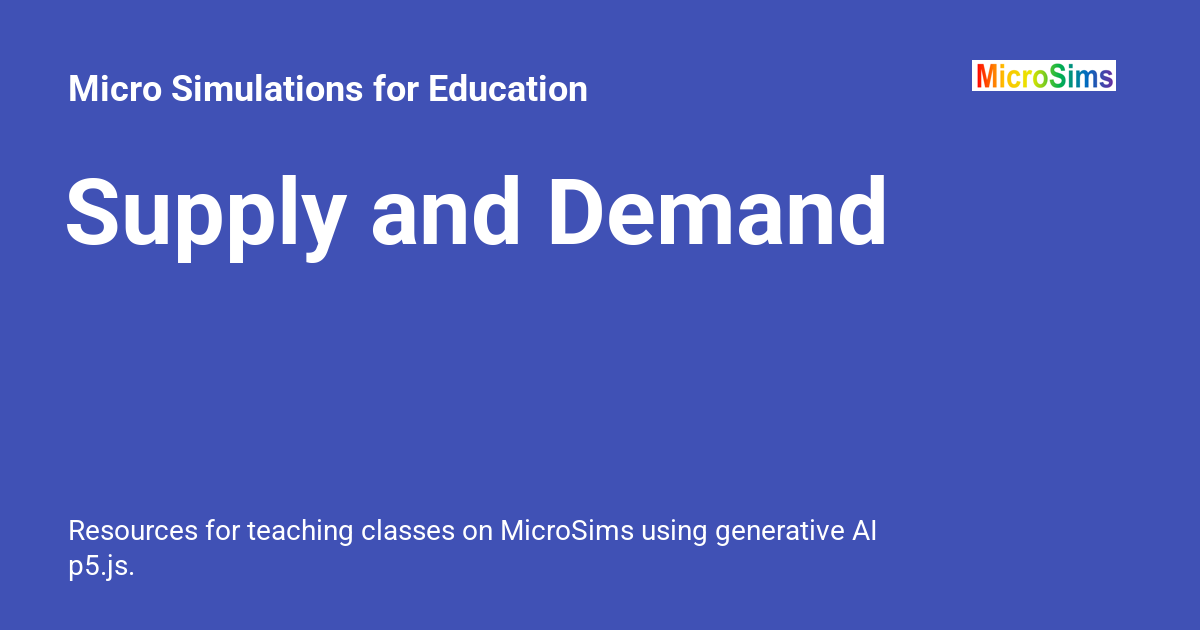 Micro Simulations for Education
MicroSims
Supply and Demand
Resources for teaching classes on MicroSims using generative AI
p5.js.